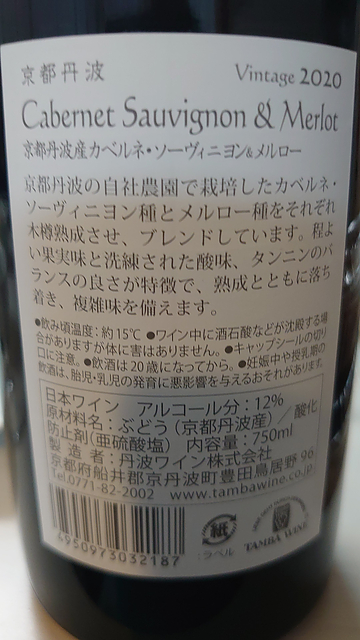 京都丹波
Vintage 2020
Cabernet Sauvignon & Merlot
京都丹波産カベルネ・ソーヴィニヨン&メルロー
京都丹波の自社農園で栽培したカベルネ・
ソーヴィニヨン種とメルロー種をそれぞれ
木樽熟成させ、ブレンドしています。程よ
い果実味と洗練された酸味、タンニンのバ
ランスの良さが特徴で、熟成とともに落ち
着き、複雑味を備えます。
●飲み頃温度：約15℃ ●ワイン中に酒石酸などが沈殿する場
合がありますが体に害はありません。●キャップシールの切り
口に注意。●飲酒は20歳になってから。●妊娠中や授乳期の
飲酒は、胎児・乳児の発育に悪影響を与えるおそれがあります。
日本ワイン アルコール分：12%
原材料名：ぶどう（京都丹波産）／酸化
防止剤(亜硫酸塩) 内容量：750ml
製造者：丹波ワイン株式会社
京都府船井郡京丹波町豊田鳥居野96
Tel.0771-82-2002 www.tambawine.co.jp
4950973032187
紙
：ラベル
TAMBA WINE